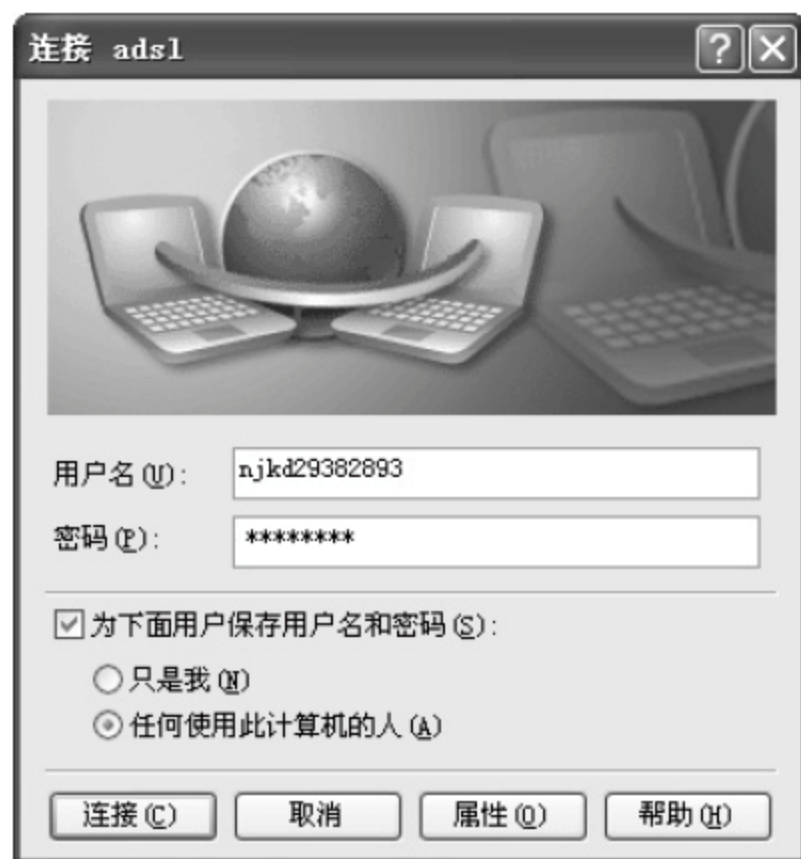 连接 adsl
用户名(U): njkd29382893
密码(P): ********
为下面用户保存用户名和密码(S):
只是我(N)
任何使用此计算机的人(A)
连接(C) 取消 属性(O) 帮助(H)